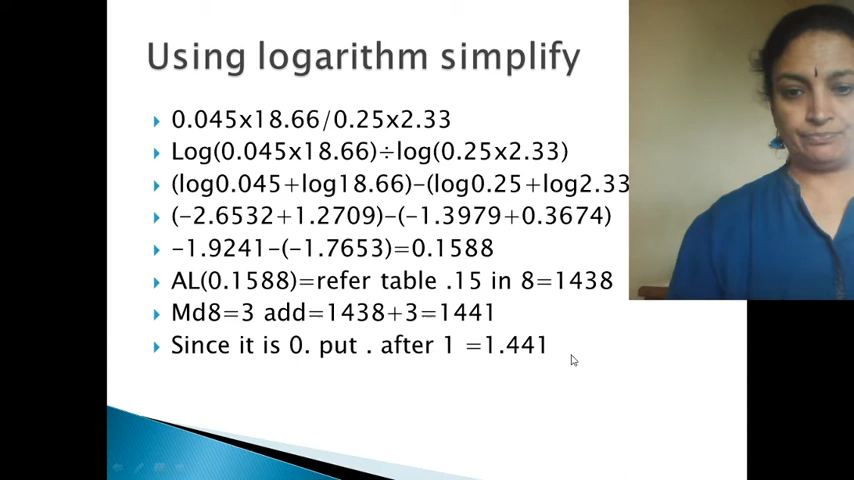 Using logarithm simplify
0.045x18.66/0.25x2.33
Log(0.045x18.66)÷log(0.25x2.33)
(log0.045+log18.66)-(log0.25+log2.33
(-2.6532+1.2709)-(-1.3979+0.3674)
-1.9241-(-1.7653)=0.1588
AL(0.1588)=refer table .15 in 8=1438
Md8=3 add=1438+3=1441
Since it is 0. put . after 1 =1.441